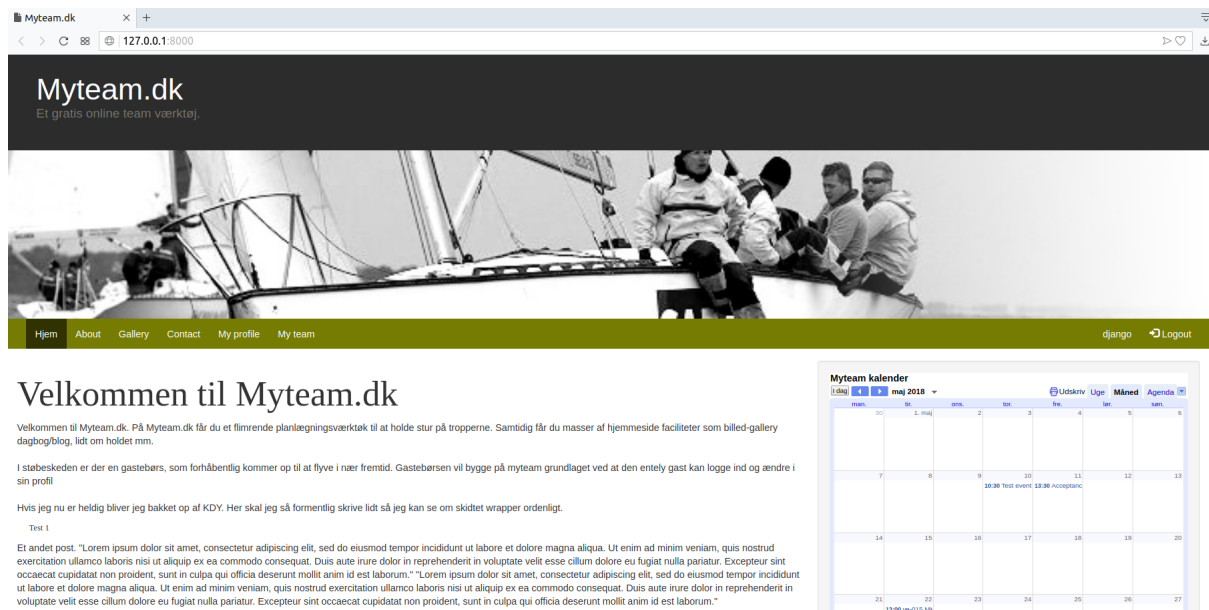 Myteam.dk
127.0.0.1:8000
Myteam.dk
Et gratis online team værktøj.
Hjem About Gallery Contact My profile My team django Logout
Velkommen til Myteam.dk
Velkommen til Myteam.dk. På Myteam.dk får du et flimrende planlægningsværktøk til at holde stur på tropperne. Samtidig får du masser af hjemmeside faciliteter som billed-gallery
dagbog/blog, lidt om holdet mm.
I støbeskeden er der en gastebørs, som forhåbentlig kommer op til at flyve i nær fremtid. Gastebørsen vil bygge på myteam grundlaget ved at den entely gast kan logge ind og ændre i
sin profil
Hvis jeg nu er heldig bliver jeg bakket op af KDY. Her skal jeg så formentlig skrive lidt så jeg kan se om skidtet wrapper ordenligt.
Test 1
Et andet post. "Lorem ipsum dolor sit amet, consectetur adipiscing elit, sed do eiusmod tempor incididunt ut labore et dolore magna aliqua. Ut enim ad minim veniam, quis nostrud
exercitation ullamco laboris nisi ut aliquip ex ea commodo consequat. Duis aute irure dolor in reprehenderit in voluptate velit esse cillum dolore eu fugiat nulla pariatur. Excepteur sint
occaecat cupidatat non proident, sunt in culpa qui officia deserunt mollit anim id est laborum." "Lorem ipsum dolor sit amet, consectetur adipiscing elit, sed do eiusmod tempor incididunt
ut labore et dolore magna aliqua. Ut enim ad minim veniam, quis nostrud exercitation ullamco laboris nisi ut aliquip ex ea commodo consequat. Duis aute irure dolor in reprehenderit in
voluptate velit esse cillum dolore eu fugiat nulla pariatur. Excepteur sint occaecat cupidatat non proident, sunt in culpa qui officia deserunt mollit anim id est laborum."
Myteam kalender
I dag maj 2018 Udskriv Uge Måned Agenda
man. tir. ons. tor. fre. lør. søn.
30 1. maj 2 3 4 5 6
7 8 9 10 11 12 13
10:30 Test event 13:30 Acceptanc
14 15 16 17 18 19 20
21 22 23 24 25 26 27